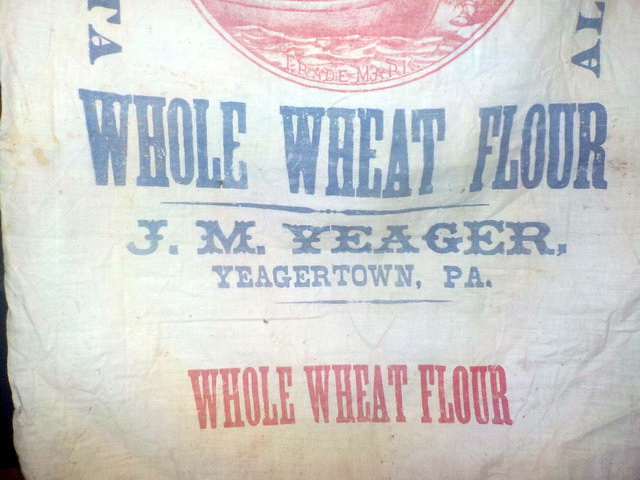 TRADE-MARK
WHOLE WHEAT FLOUR
J. M. YEAGER,
YEAGERTOWN, PA.
WHOLE WHEAT FLOUR